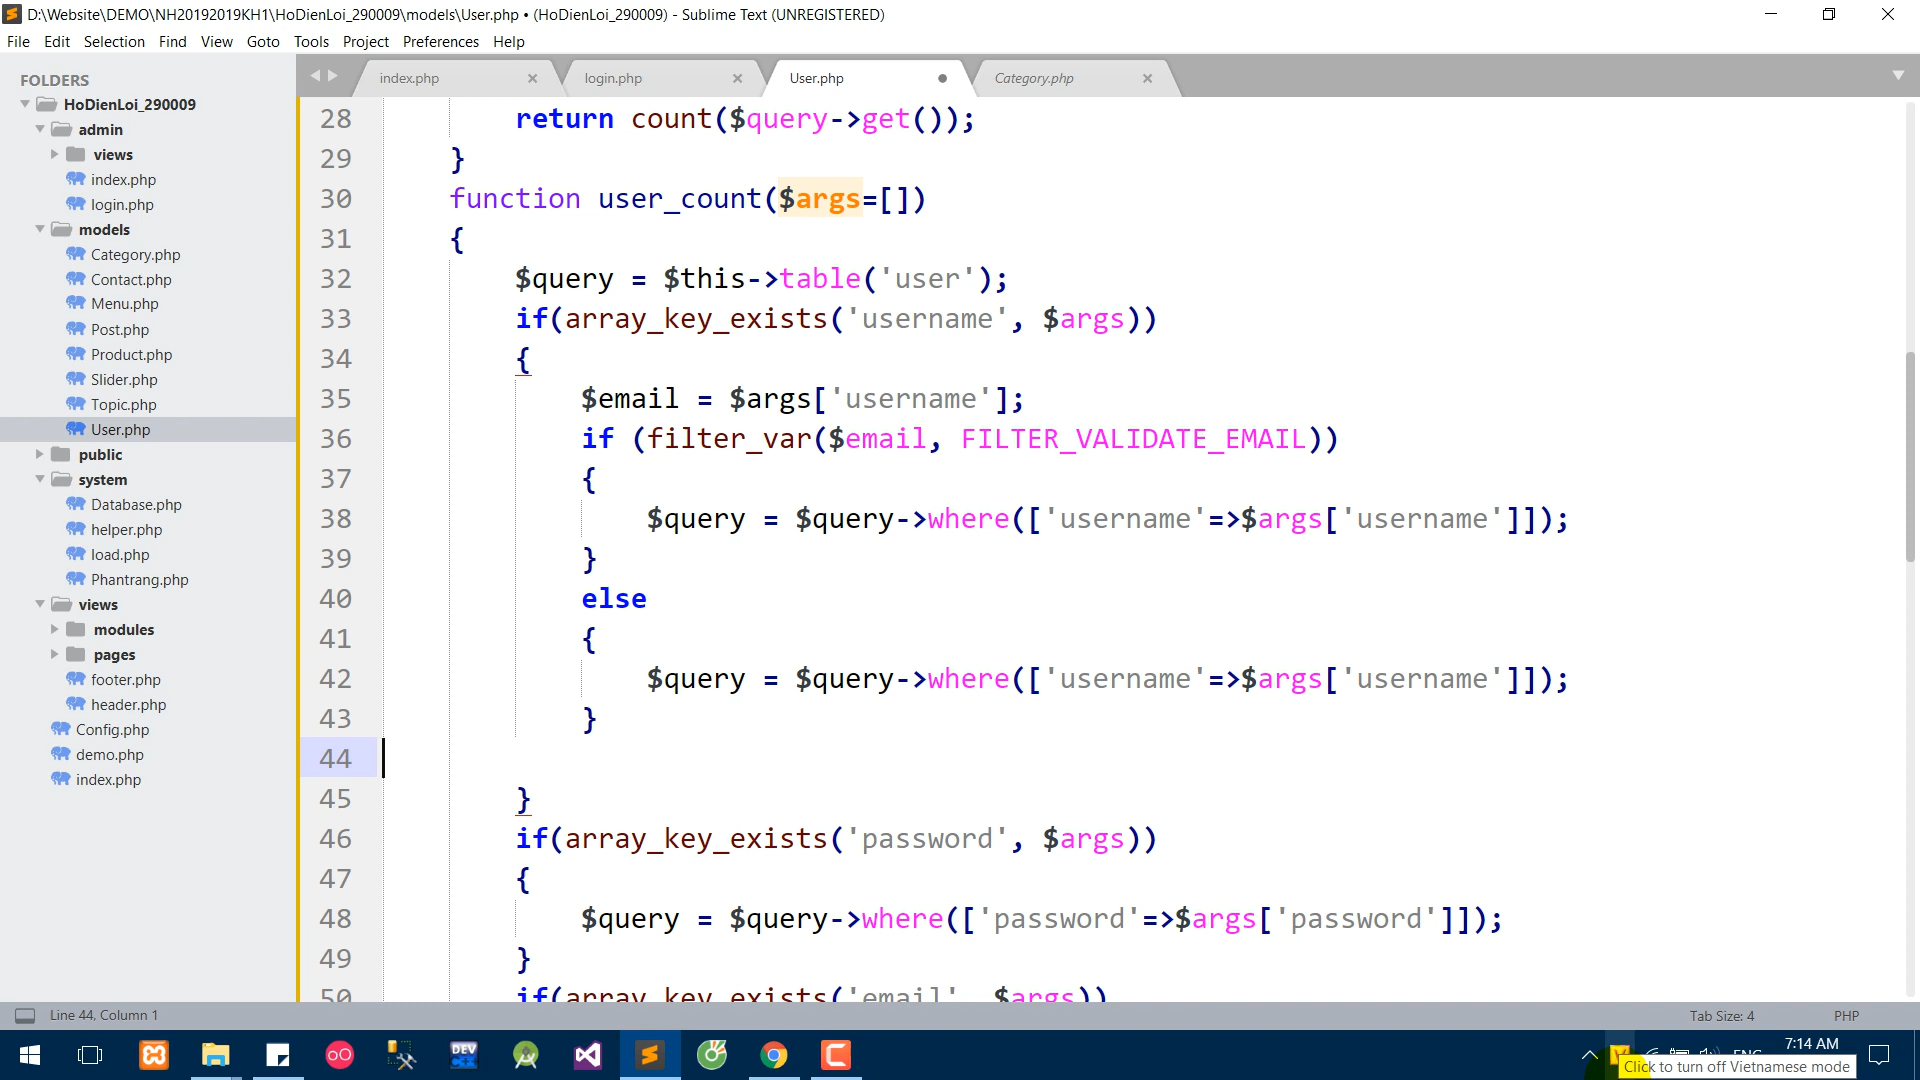 D:\Website\DEMO\NH20192019KH1\HoDienLoi_290009\models\User.php • (HoDienLoi_290009) - Sublime Text (UNREGISTERED)
File Edit Selection Find View Goto Tools Project Preferences Help
FOLDERS
HoDienLoi_290009
admin
views
index.php
login.php
models
Category.php
Contact.php
Menu.php
Post.php
Product.php
Slider.php
Topic.php
User.php
public
system
Database.php
helper.php
load.php
Phantrang.php
views
modules
pages
footer.php
header.php
Config.php
demo.php
index.php
index.php login.php User.php Category.php
28 return count($query->get());
29 }
30 function user_count($args=[])
31 {
32 $query = $this->table('user');
33 if(array_key_exists('username', $args))
34 {
35 $email = $args['username'];
36 if (filter_var($email, FILTER_VALIDATE_EMAIL))
37 {
38 $query = $query->where(['username'=>$args['username']]);
39 }
40 else
41 {
42 $query = $query->where(['username'=>$args['username']]);
43 }
44
45 }
46 if(array_key_exists('password', $args))
47 {
48 $query = $query->where(['password'=>$args['password']]);
49 }
50 if(array_key_exists('email', $args))
Line 44, Column 1 Tab Size: 4 PHP
DEV
C++
7:14 AM
Click to turn off Vietnamese mode